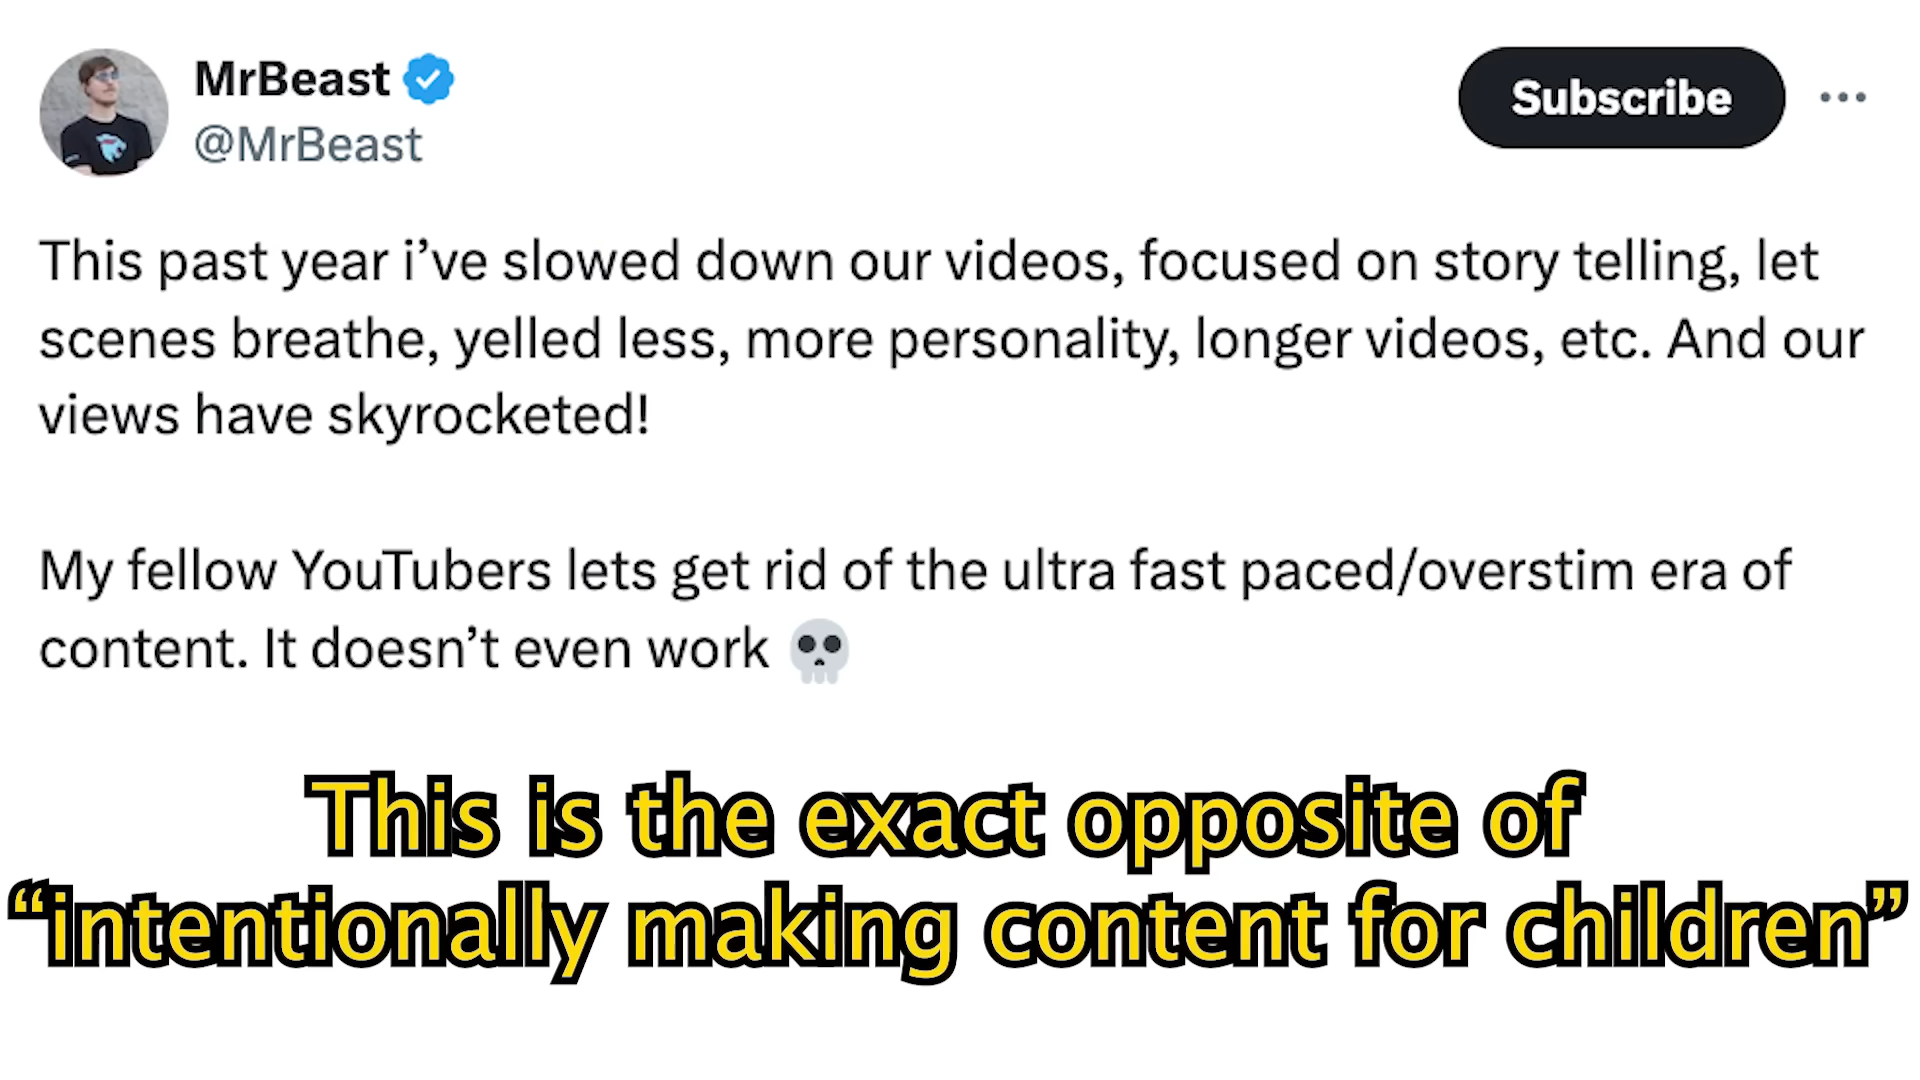 MrBeast
@MrBeast
Subscribe
This past year i’ve slowed down our videos, focused on story telling, let
scenes breathe, yelled less, more personality, longer videos, etc. And our
views have skyrocketed!
My fellow YouTubers lets get rid of the ultra fast paced/overstim era of
content. It doesn’t even work 💀
This is the exact opposite of
“intentionally making content for children”